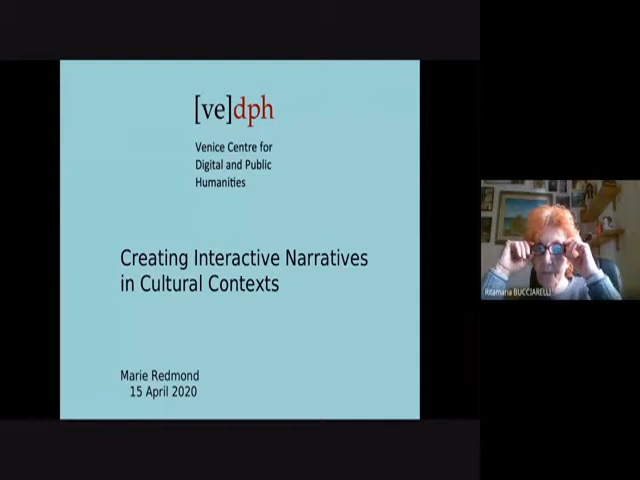 [ve]dph
Venice Centre for
Digital and Public
Humanities
Creating Interactive Narratives
in Cultural Contexts
Marie Redmond
15 April 2020
Ritamaria BUCCIARELLI